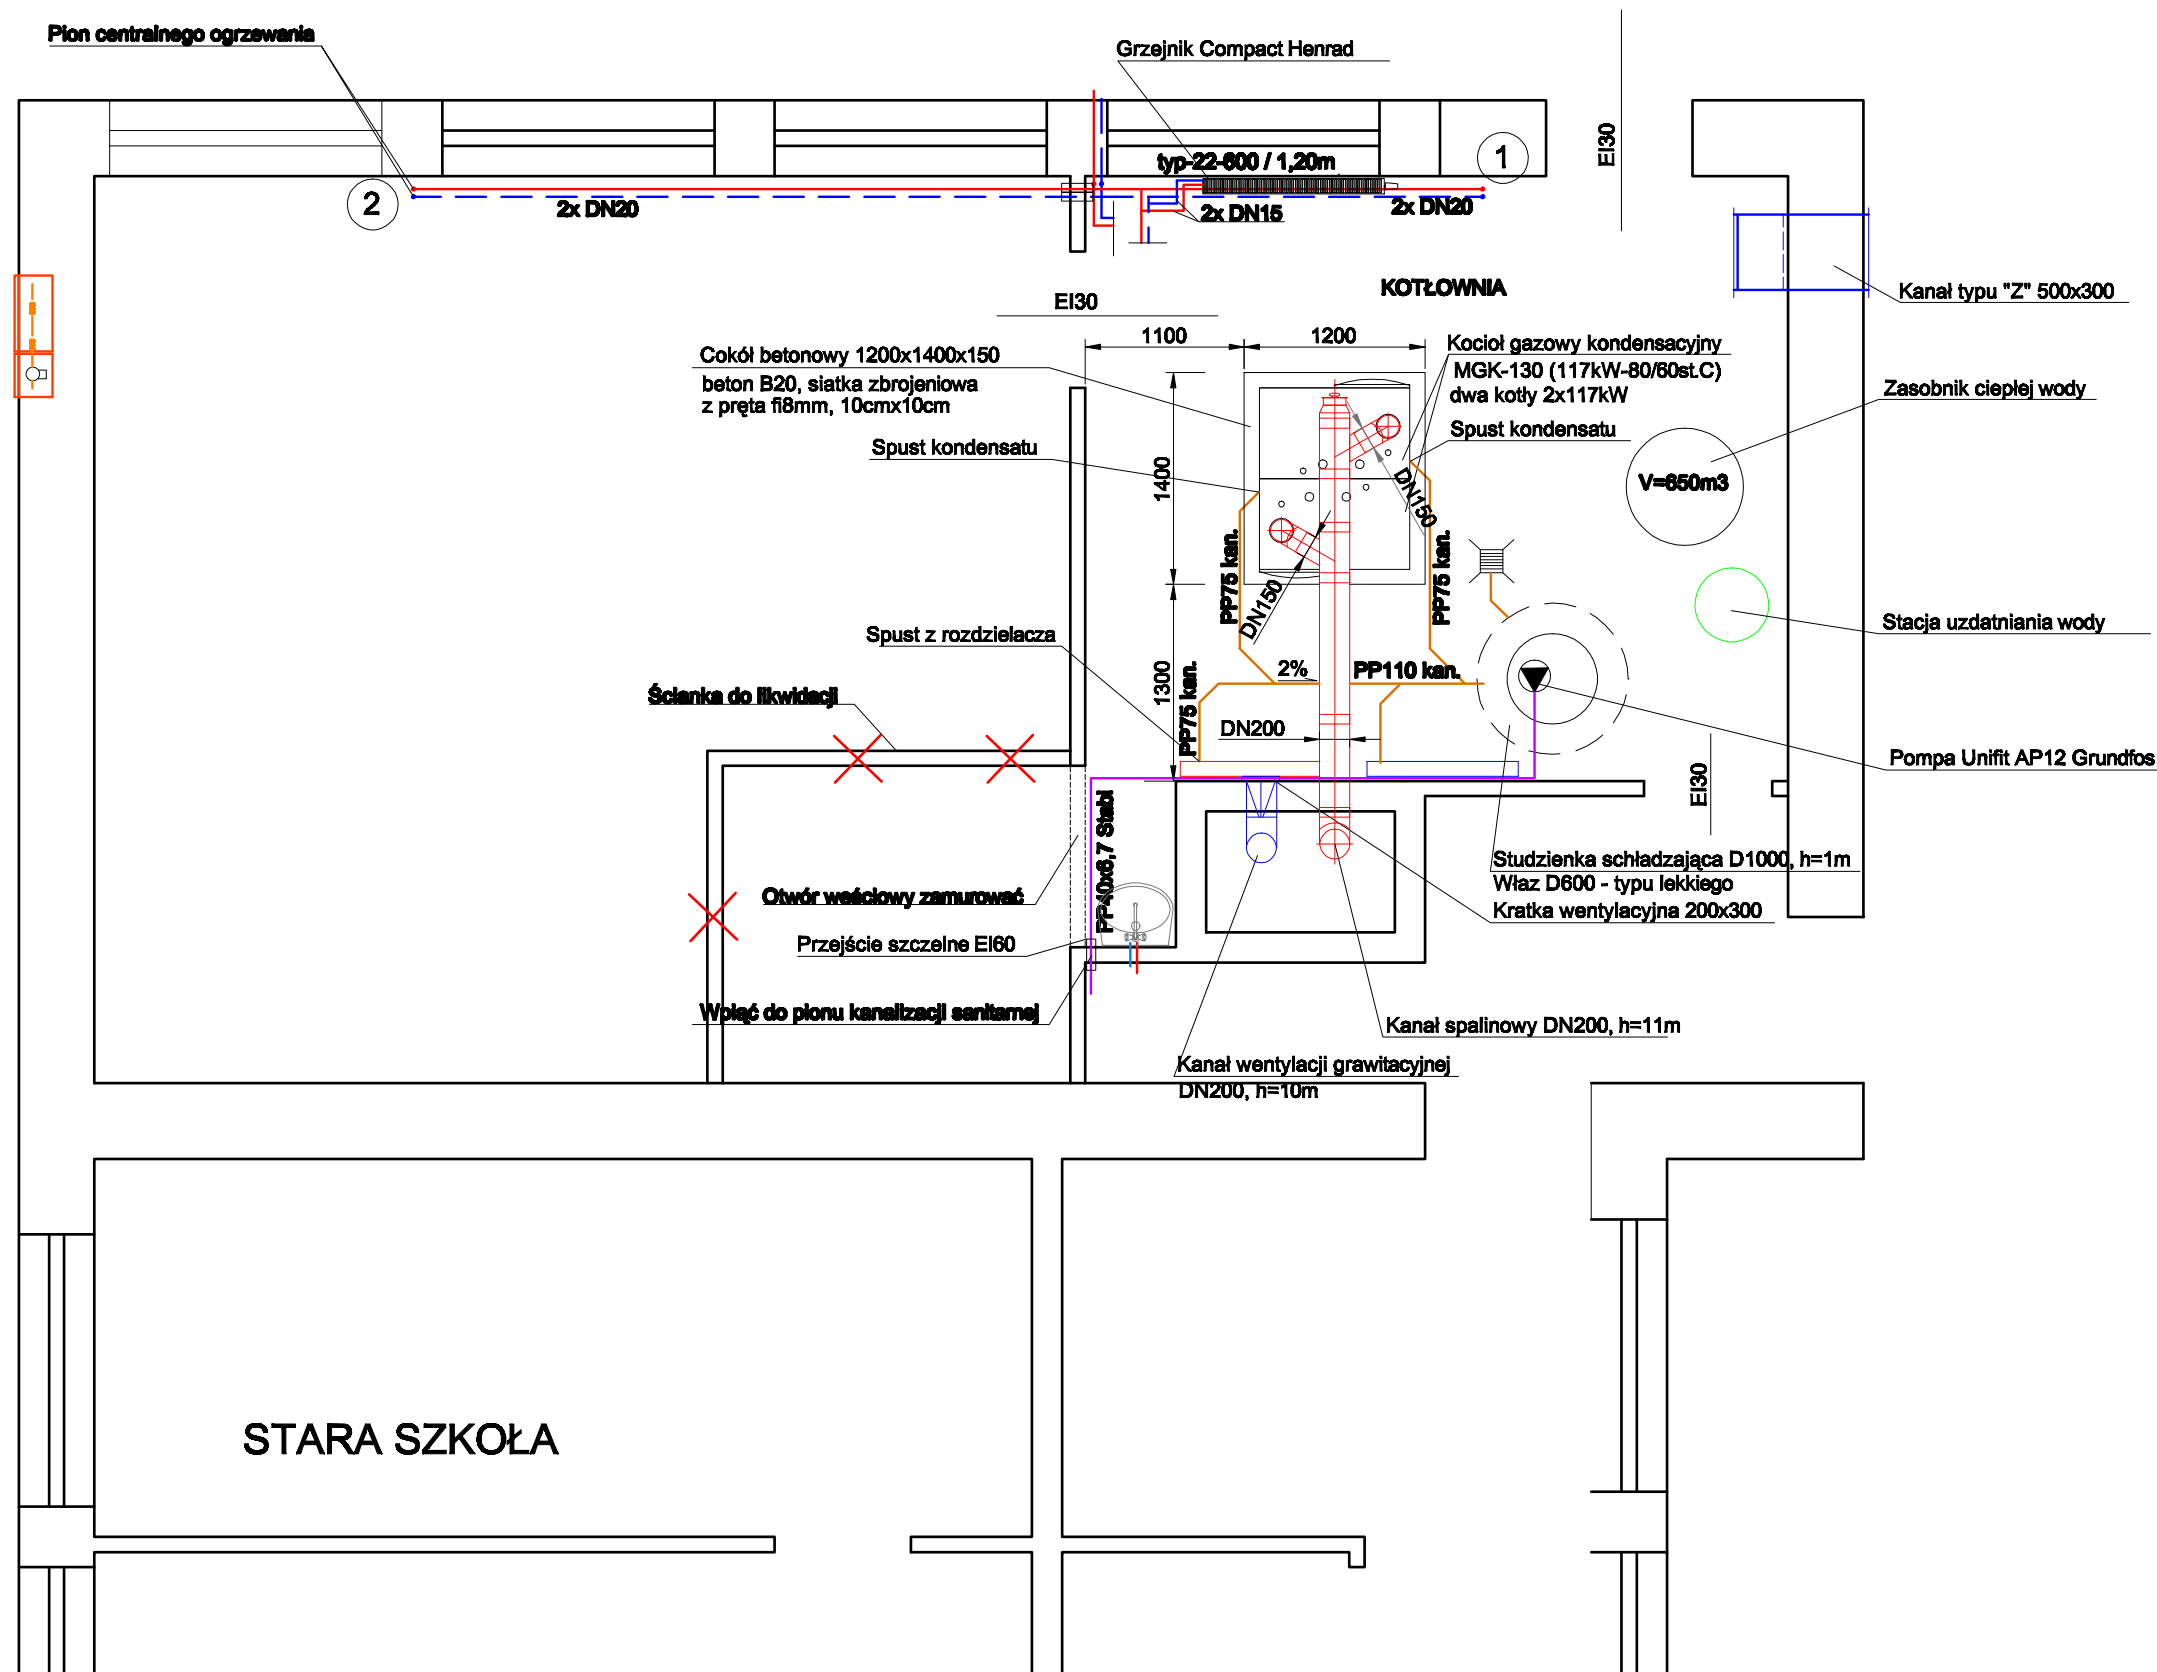 Pion centralnego ogrzewania
Grzejnik Compact Henrad
EI30
1
typ-22-600 / 1,20m
2
2x DN20
2x DN15
2x DN20
KOTŁOWNIA
Kanał typu "Z" 500x300
EI30
1100
1200
Kocioł gazowy kondensacyjny
MGK-130 (117kW-80/60st.C)
dwa kotły 2x117kW
Cokół betonowy 1200x1400x150
beton B20, siatka zbrojeniowa
z pręta fi8mm, 10cmx10cm
Zasobnik ciepłej wody
Spust kondensatu
Spust kondensatu
1400
DN150
V=650m3
PP75 kan.
PP75 kan.
DN150
Stacja uzdatniania wody
Spust z rozdzielacza
2%
PP110 kan.
1300
PP75 kan.
Ścianka do likwidacji
DN200
Pompa Unifit AP12 Grundfos
EI30
PP40x6,7 Stabi
Studzienka schładzająca D1000, h=1m
Właz D600 - typu lekkiego
Kratka wentylacyjna 200x300
Otwór weściowy zamurować
Przejście szczelne EI60
Wpiąć do pionu kanalizacji sanitarnej
Kanał spalinowy DN200, h=11m
Kanał wentylacji grawitacyjnej
DN200, h=10m
STARA SZKOŁA